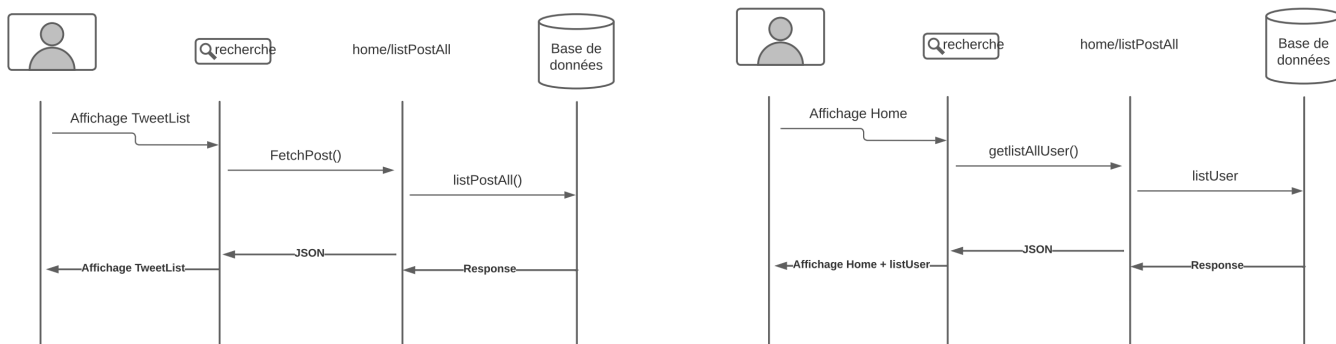 recherche
home/listPostAll
Base de
données
Affichage TweetList
FetchPost()
listPostAll()
JSON
Affichage TweetList
Response
recherche
home/listPostAll
Base de
données
Affichage Home
getlistAllUser()
listUser
JSON
Affichage Home + listUser
Response